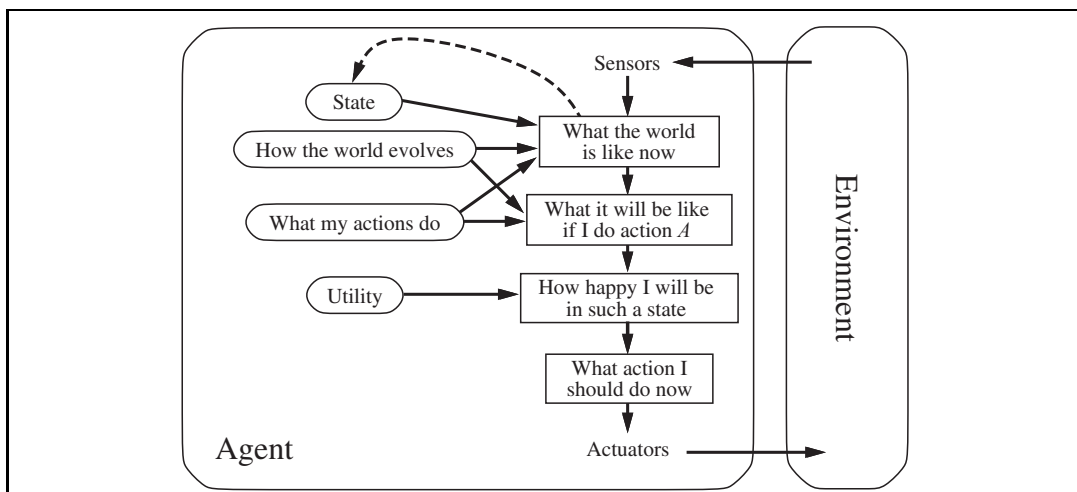 Sensors
State
What the world
is like now
How the world evolves
What my actions do
What it will be like
if I do action A
Utility
How happy I will be
in such a state
What action I
should do now
Agent
Actuators
Environment